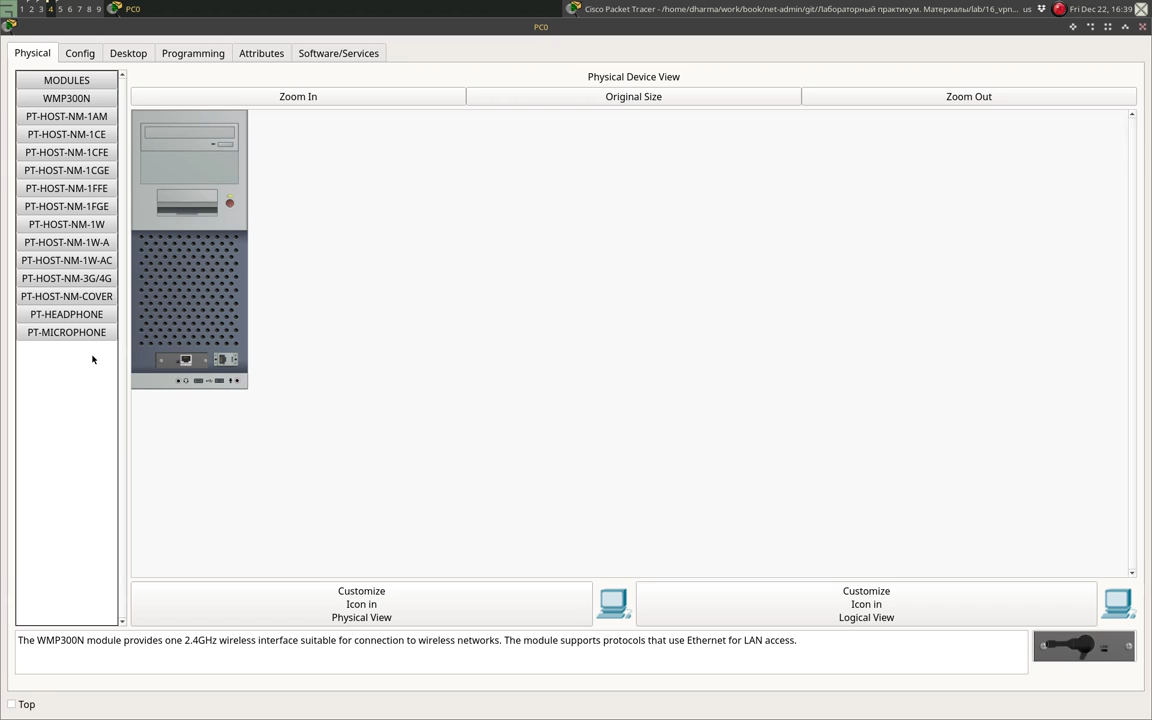 1 2 3 4 5 6 7 8 9 PC0 Cisco Packet Tracer - /home/dharma/work/book/net-admin/git/Лабораторный практикум. Материалы/lab/16_vpn... us Fri Dec 22, 16:39
PC0
Physical Config Desktop Programming Attributes Software/Services
MODULES
WMP300N
PT-HOST-NM-1AM
PT-HOST-NM-1CE
PT-HOST-NM-1CFE
PT-HOST-NM-1CGE
PT-HOST-NM-1FFE
PT-HOST-NM-1FGE
PT-HOST-NM-1W
PT-HOST-NM-1W-A
PT-HOST-NM-1W-AC
PT-HOST-NM-3G/4G
PT-HOST-NM-COVER
PT-HEADPHONE
PT-MICROPHONE
Physical Device View
Zoom In Original Size Zoom Out
Customize
Icon in
Physical View
Customize
Icon in
Logical View
The WMP300N module provides one 2.4GHz wireless interface suitable for connection to wireless networks. The module supports protocols that use Ethernet for LAN access.
Top